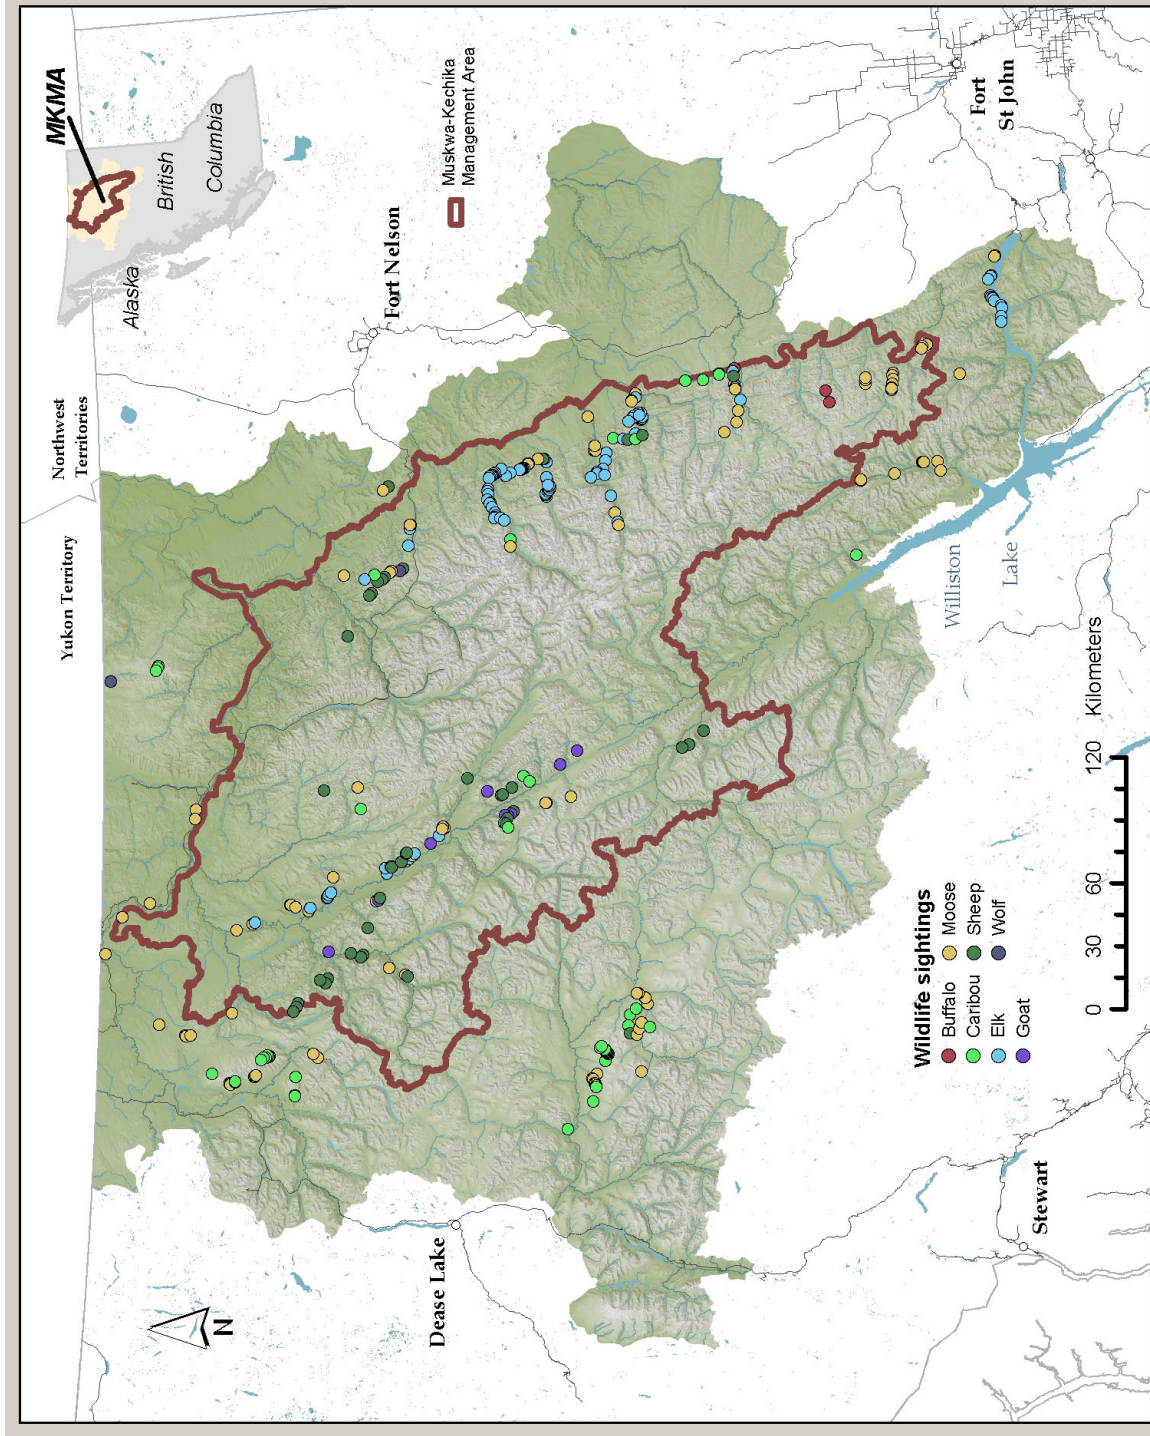 MKMA
British
Columbia
Alaska
Northwest
Territories
Yukon Territory
Fort Nelson
Muskwa-Kechika
Management Area
Fort
St John
Williston
Lake
Dease Lake
Stewart
N
Wildlife sightings
Buffalo
Moose
Caribou
Sheep
Elk
Wolf
Goat
0 30 60 120
Kilometers